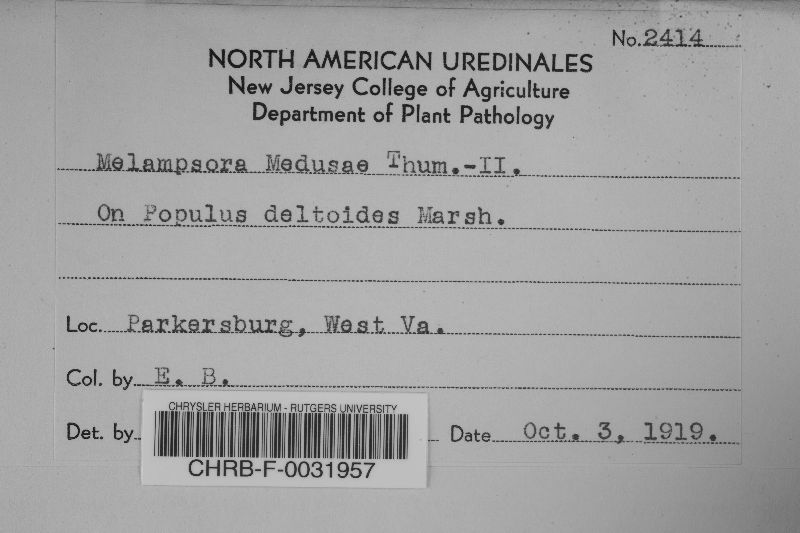 No. 2414
NORTH AMERICAN UREDINALES
New Jersey College of Agriculture
Department of Plant Pathology
Melampsora Medusae Thum.-II.
On Populus deltoides Marsh.
Loc. Parkersburg, West Va.
Col. by E. B.
Det. by
Date Oct. 3, 1919.
CHRYSLER HERBARIUM - RUTGERS UNIVERSITY
CHRB-F-0031957